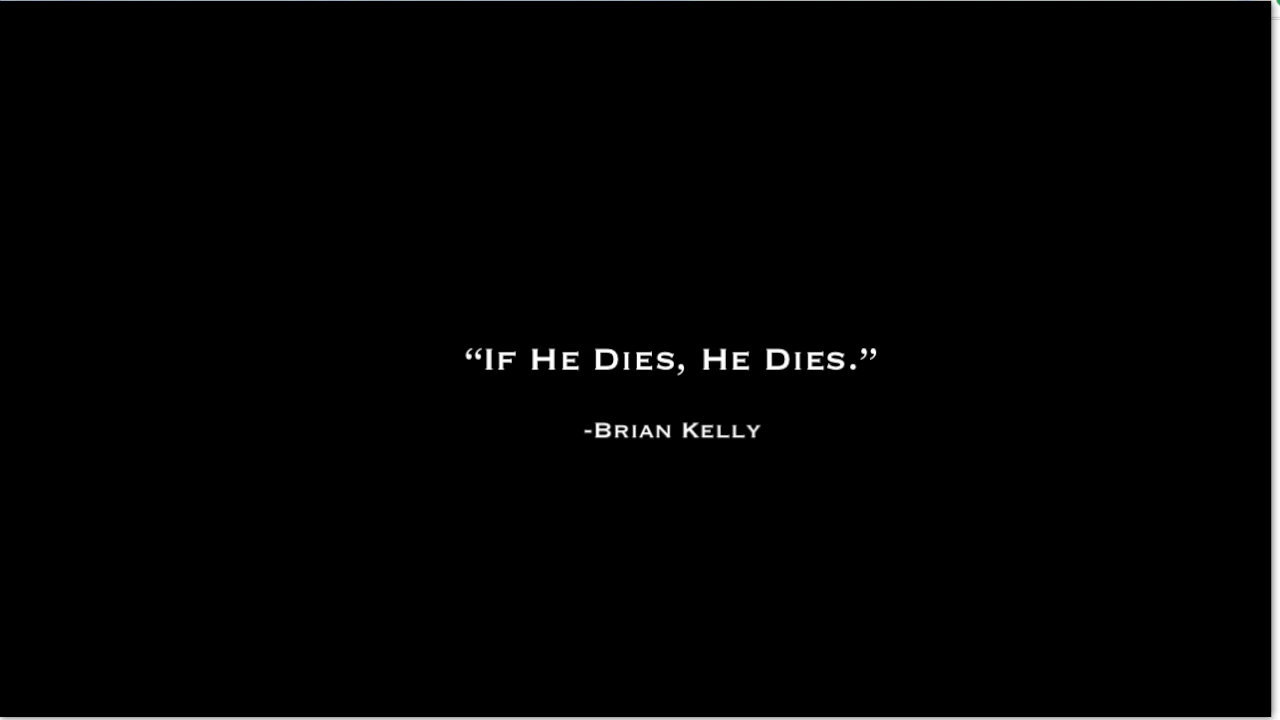 “If He Dies, He Dies.”
-Brian Kelly